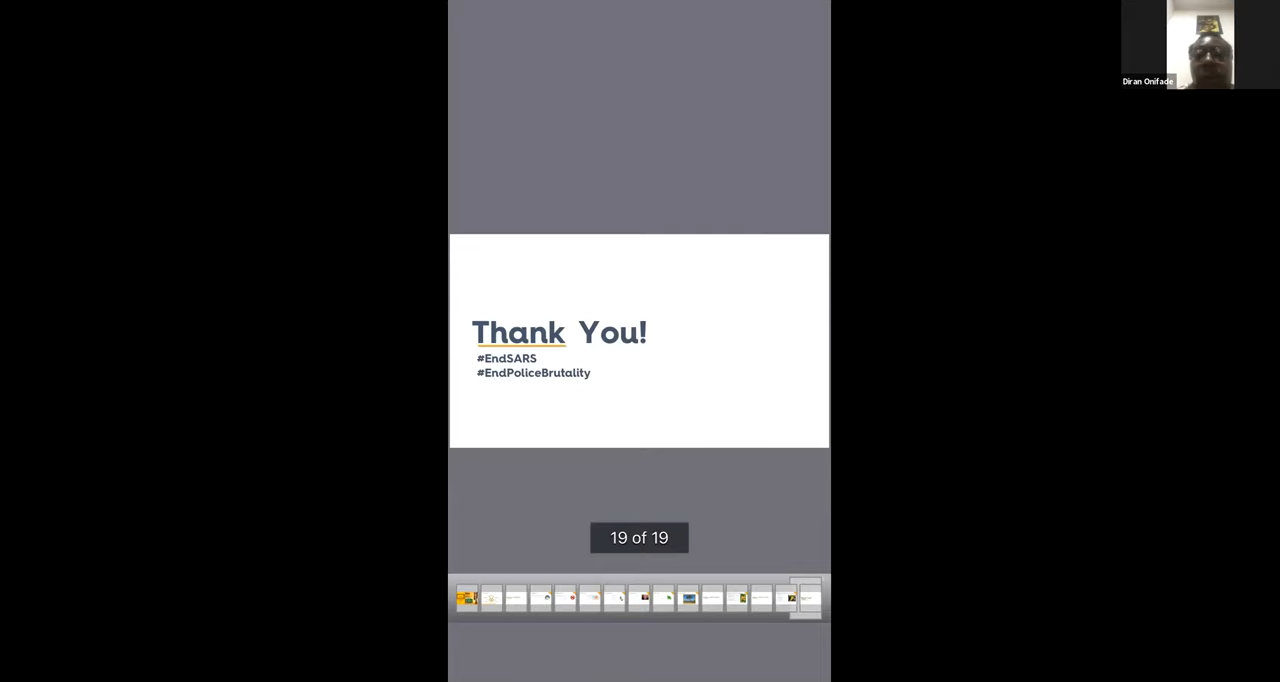 Diran Onifade
Thank You!
#EndSARS
#EndPoliceBrutality
19 of 19